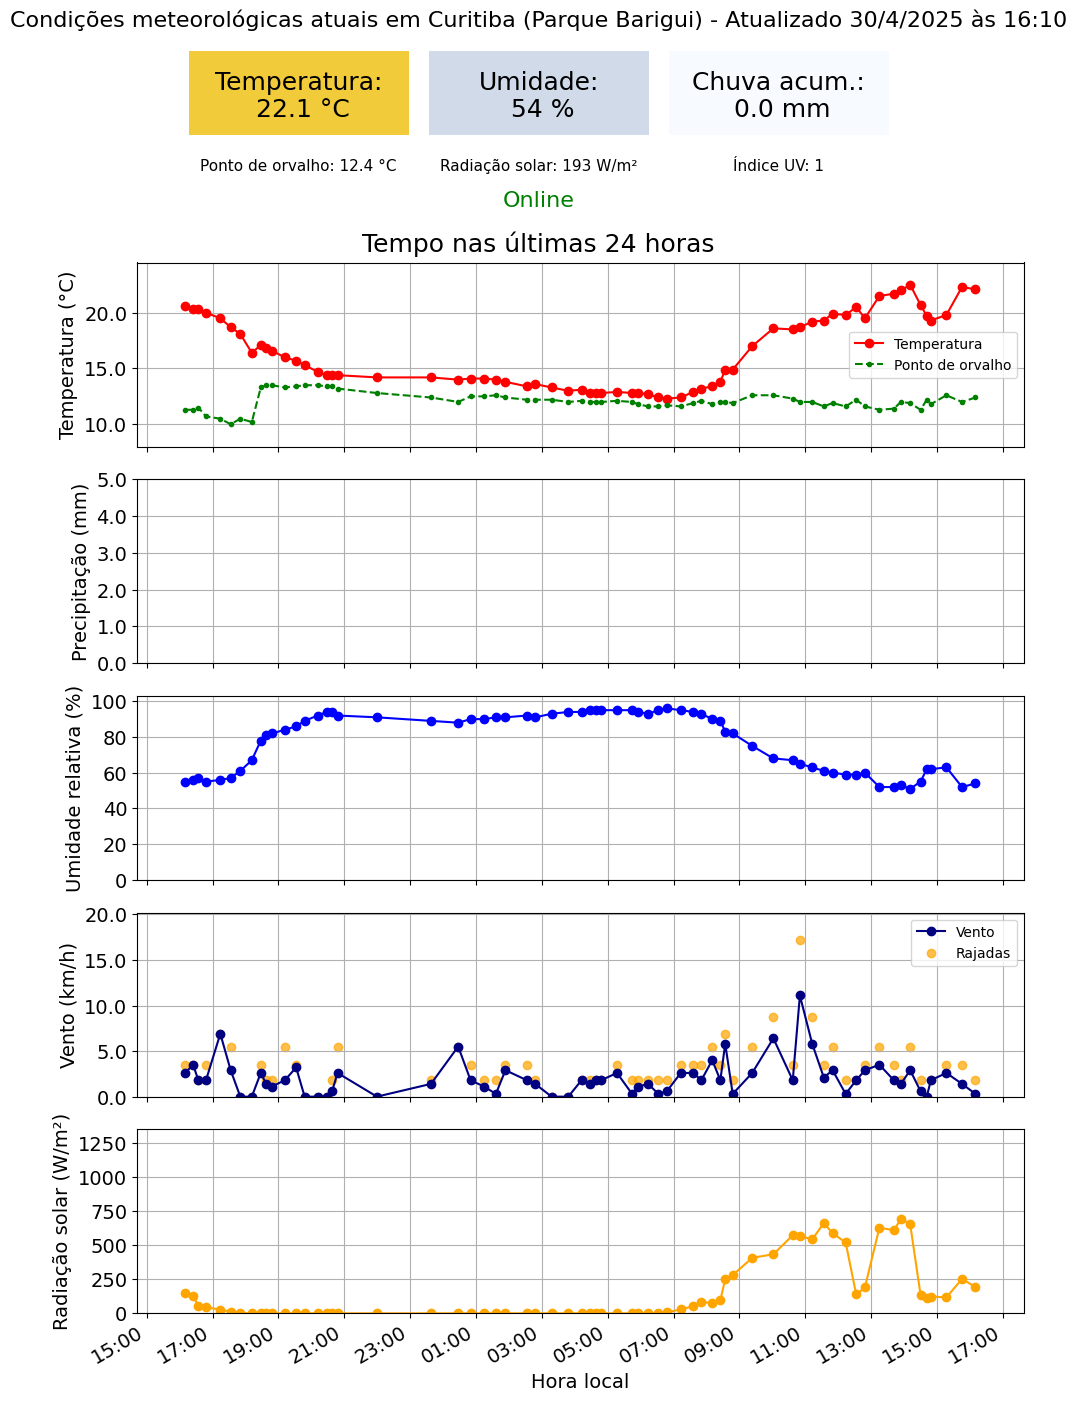 Condições meteorológicas atuais em Curitiba (Parque Barigui) - Atualizado 30/4/2025 às 16:10
Temperatura:
22.1 °C
Umidade:
54 %
Chuva acum.:
0.0 mm
Ponto de orvalho: 12.4 °C
Radiação solar: 193 W/m²
Índice UV: 1
Online
Tempo nas últimas 24 horas
Temperatura (°C)
20.0
15.0
10.0
Temperatura
Ponto de orvalho
Precipitação (mm)
5.0
4.0
3.0
2.0
1.0
0.0
Umidade relativa (%)
100
80
60
40
20
0
Vento (km/h)
20.0
15.0
10.0
5.0
0.0
Vento
Rajadas
Radiação solar (W/m²)
1250
1000
750
500
250
0
15:00
17:00
19:00
21:00
23:00
01:00
03:00
05:00
07:00
09:00
11:00
13:00
15:00
17:00
Hora local